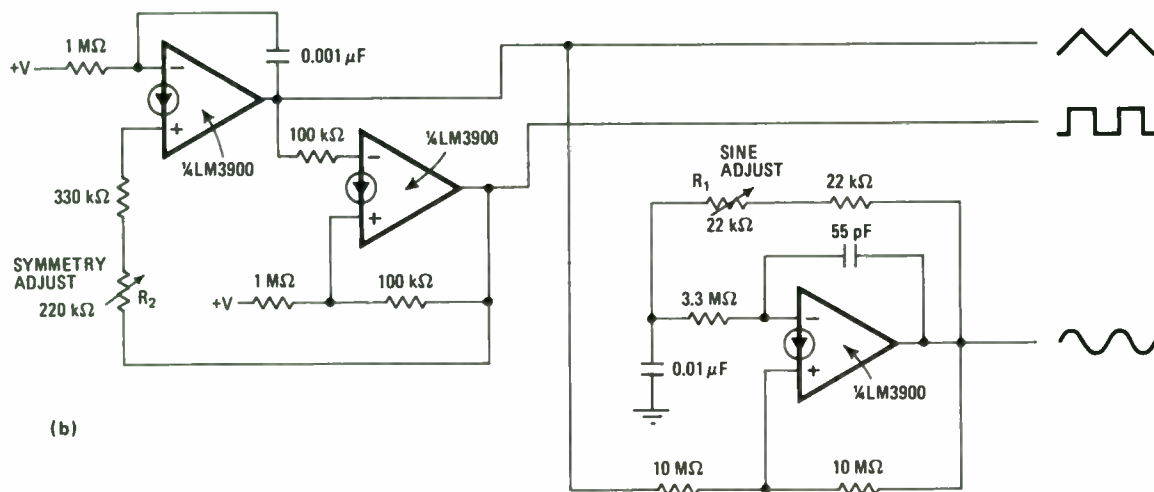 1 MΩ
+V
0.001 μF
−
+
¼LM3900
100 kΩ
¼LM3900
−
+
330 kΩ
SYMMETRY
ADJUST
220 kΩ
R2
1 MΩ
+V
100 kΩ
SINE
ADJUST
R1
22 kΩ
22 kΩ
55 pF
3.3 MΩ
−
+
0.01 μF
¼LM3900
10 MΩ
10 MΩ
(b)